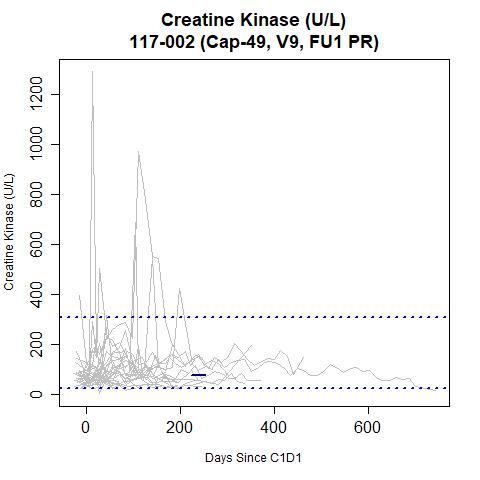 Creatine Kinase (U/L)
117-002 (Cap-49, V9, FU1 PR)
Creatine Kinase (U/L)
1200
1000
800
600
400
200
0
0 200 400 600
Days Since C1D1